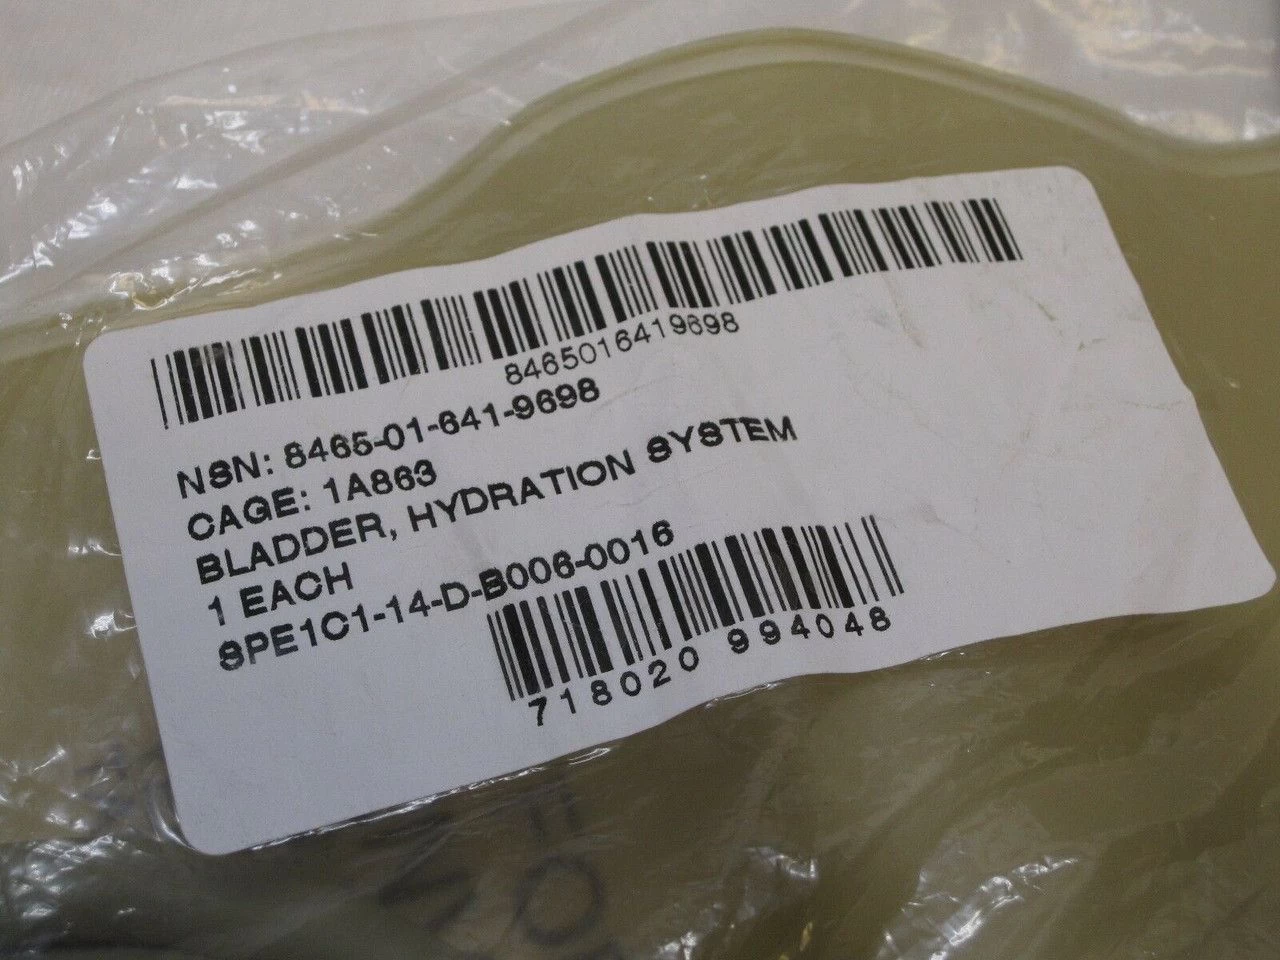 8465016419698
NSN: 8465-01-641-9698
CAGE: 1A863
BLADDER, HYDRATION SYSTEM
1 EACH
SPE1C1-14-D-B006-0016
718020 994048